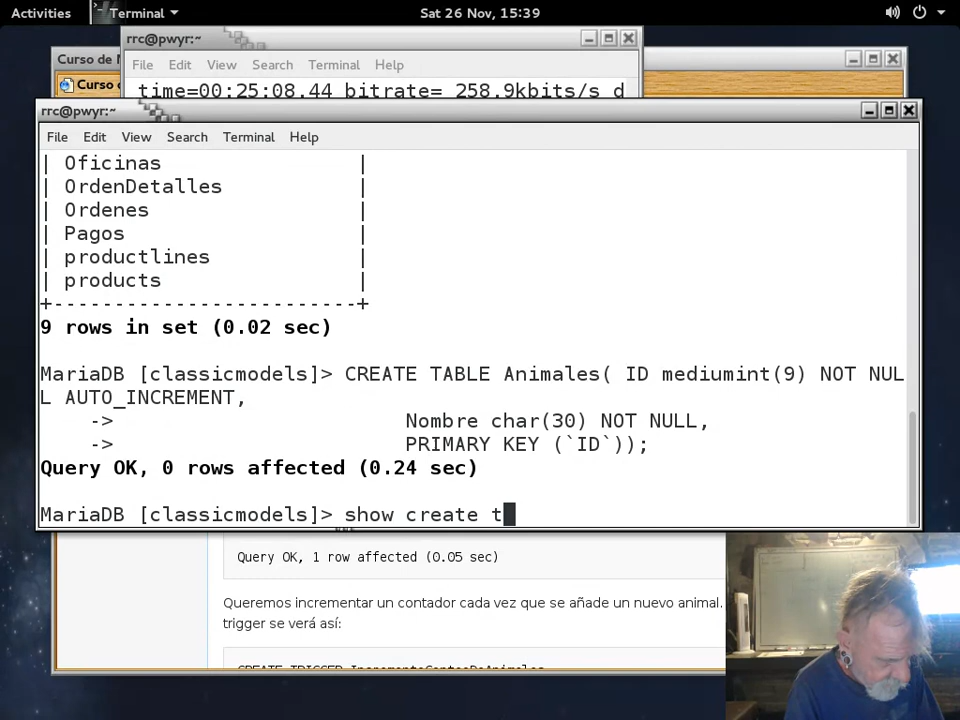 Activities Terminal Sat 26 Nov, 15:39
rrc@pwyr:~
Curso de
File Edit View Search Terminal Help
Curso
time=00:25:08.44 bitrate= 258.9kbits/s d
rrc@pwyr:~
File Edit View Search Terminal Help
| Oficinas |
| OrdenDetalles |
| Ordenes |
| Pagos |
| productlines |
| products |
+-------------------------+
9 rows in set (0.02 sec)
MariaDB [classicmodels]> CREATE TABLE Animales( ID mediumint(9) NOT NUL
L AUTO_INCREMENT,
-> Nombre char(30) NOT NULL,
-> PRIMARY KEY (`ID`));
Query OK, 0 rows affected (0.24 sec)
MariaDB [classicmodels]> show create t
Query OK, 1 row affected (0.05 sec)
Queremos incrementar un contador cada vez que se añade un nuevo animal.
trigger se verá así:
CREATE TRIGGER IncrementoConteoDeAnimales